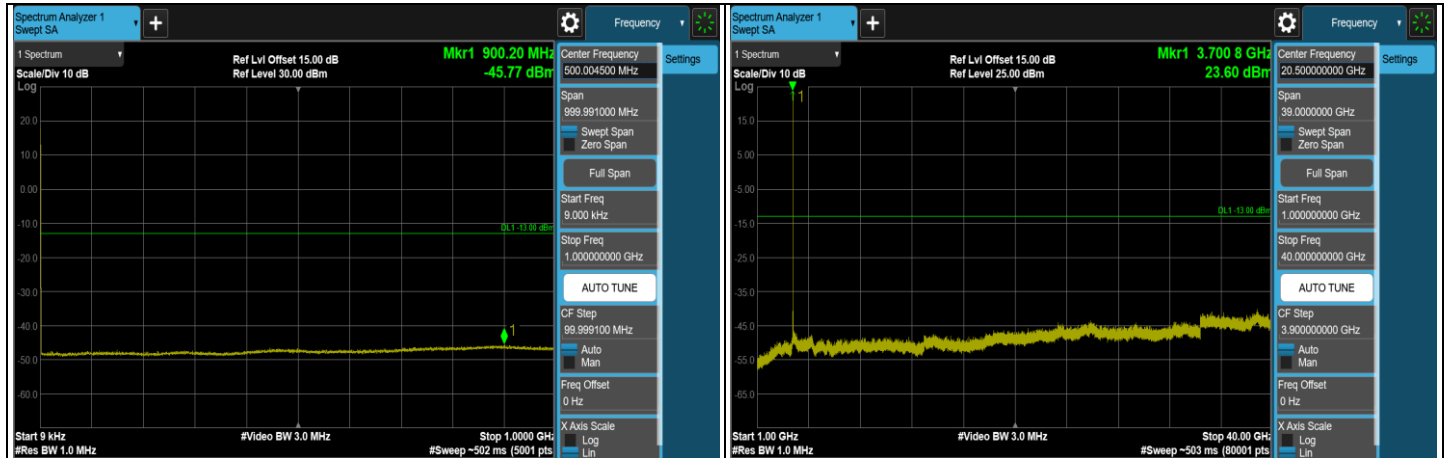 Spectrum Analyzer 1
Swept SA
+
Frequency
1 Spectrum
Scale/Div 10 dB
Log
Ref Lvl Offset 15.00 dB
Ref Level 30.00 dBm
Mkr1 900.20 MHz
-45.77 dBm
1
DL1 -13.00 dBm
20.0
10.0
0.00
-10.0
-20.0
-30.0
-40.0
-50.0
-60.0
Start 9 kHz
#Res BW 1.0 MHz
#Video BW 3.0 MHz
Stop 1.0000 GHz
#Sweep ~502 ms (5001 pts
Center Frequency
500.004500 MHz
Span
999.991000 MHz
Swept Span
Zero Span
Full Span
Start Freq
9.000 kHz
Stop Freq
1.000000000 GHz
AUTO TUNE
CF Step
99.999100 MHz
Auto
Man
Freq Offset
0 Hz
X Axis Scale
Log
Lin
Settings
Spectrum Analyzer 1
Swept SA
+
Frequency
1 Spectrum
Scale/Div 10 dB
Log
Ref Lvl Offset 15.00 dB
Ref Level 25.00 dBm
Mkr1 3.700 8 GHz
23.60 dBm
1
DL1 -13.00 dBm
15.0
5.00
-5.00
-15.0
-25.0
-35.0
-45.0
-55.0
-65.0
Start 1.00 GHz
#Res BW 1.0 MHz
#Video BW 3.0 MHz
Stop 40.00 GHz
#Sweep ~503 ms (80001 pts
Center Frequency
20.500000000 GHz
Span
39.0000000 GHz
Swept Span
Zero Span
Full Span
Start Freq
1.000000000 GHz
Stop Freq
40.000000000 GHz
AUTO TUNE
CF Step
3.900000000 GHz
Auto
Man
Freq Offset
0 Hz
X Axis Scale
Log
Lin
Settings